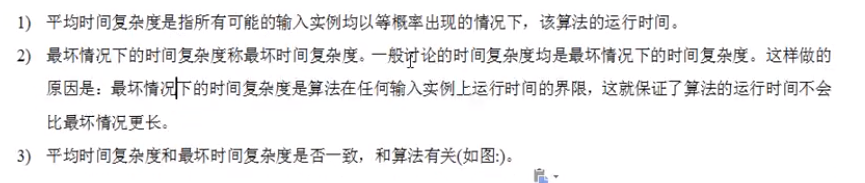 1) 平均时间复杂度是指所有可能的输入实例均以等概率出现的情况下，该算法的运行时间。
2) 最坏情况下的时间复杂度称最坏时间复杂度。一般讨论的时间复杂度均是最坏情况下的时间复杂度。这样做的
原因是：最坏情况下的时间复杂度是算法在任何输入实例上运行时间的界限，这就保证了算法的运行时间不会
比最坏情况更长。
3) 平均时间复杂度和最坏时间复杂度是否一致，和算法有关(如图:)。